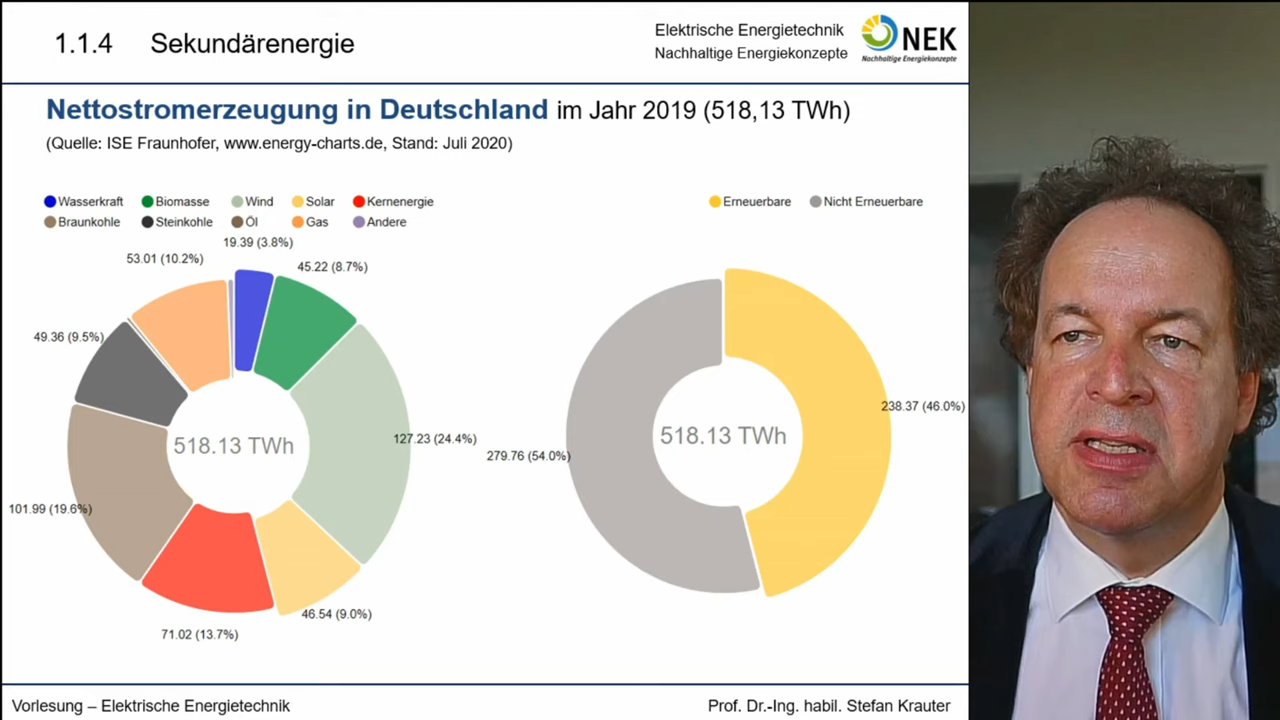 1.1.4 Sekundärenergie
Elektrische Energietechnik
Nachhaltige Energiekonzepte
NEK
Nachhaltige Energiekonzepte
Nettostromerzeugung in Deutschland im Jahr 2019 (518,13 TWh)
(Quelle: ISE Fraunhofer, www.energy-charts.de, Stand: Juli 2020)
Wasserkraft Biomasse Wind Solar Kernenergie
Braunkohle Steinkohle Öl Gas Andere
19.39 (3.8%)
45.22 (8.7%)
53.01 (10.2%)
49.36 (9.5%)
127.23 (24.4%)
518.13 TWh
101.99 (19.6%)
46.54 (9.0%)
71.02 (13.7%)
Erneuerbare Nicht Erneuerbare
238.37 (46.0%)
518.13 TWh
279.76 (54.0%)
Vorlesung – Elektrische Energietechnik
Prof. Dr.-Ing. habil. Stefan Krauter